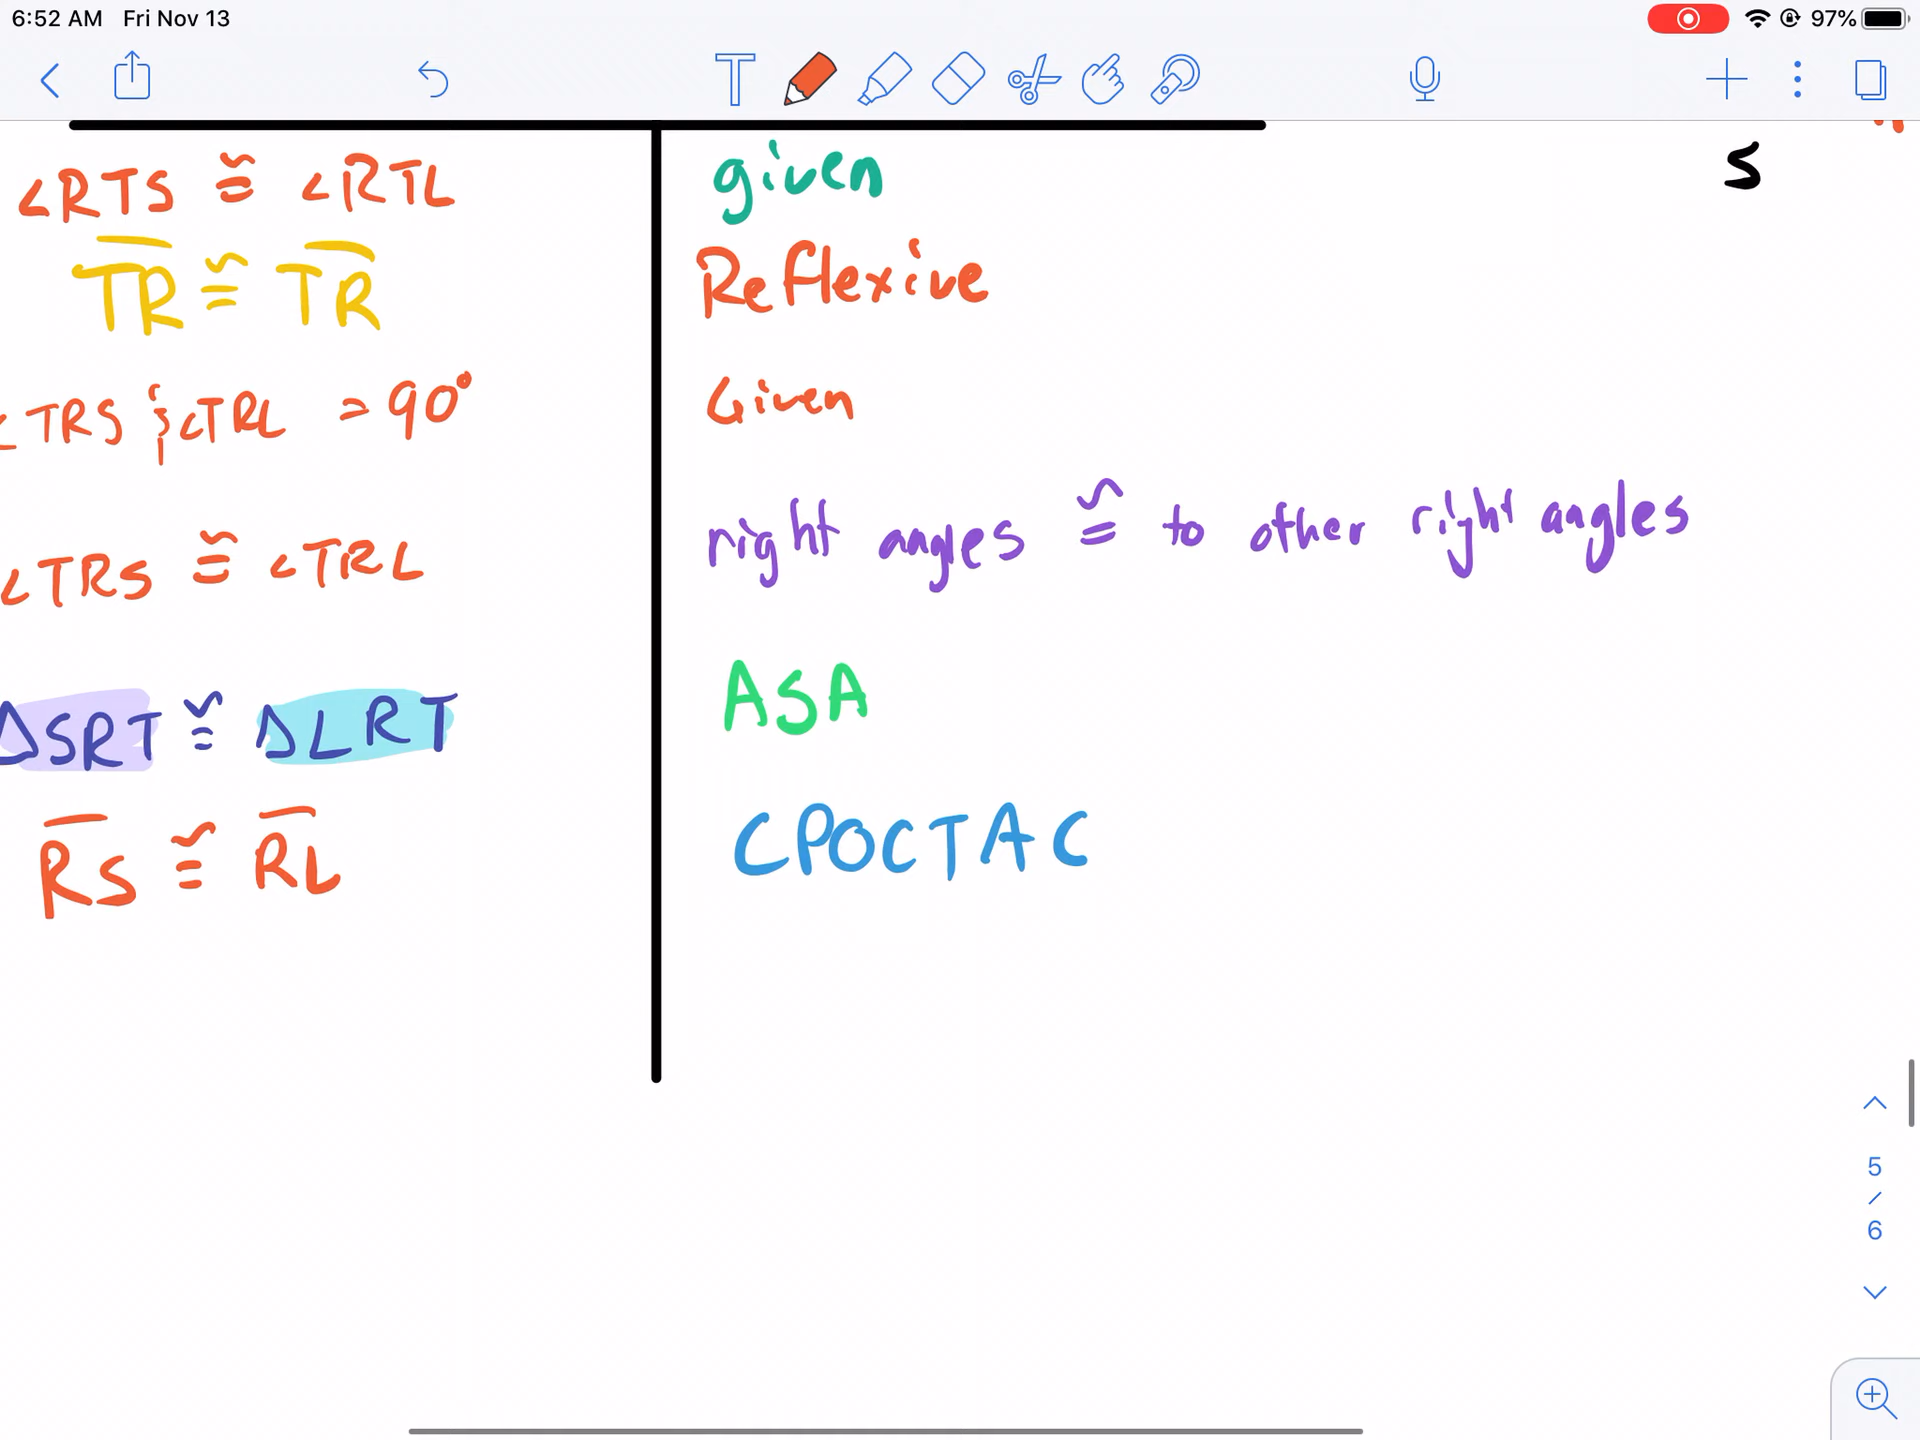 6:52 AM Fri Nov 13 97%
T
S
∠RTS ≅ ∠RTL given
TR ≅ TR Reflexive
∠TRS & ∠TRL = 90° Given
∠TRS ≅ ∠TRL right angles ≅ to other right angles
ΔSRT ≅ ΔLRT ASA
RS ≅ RL CPOCTAC
5
/
6